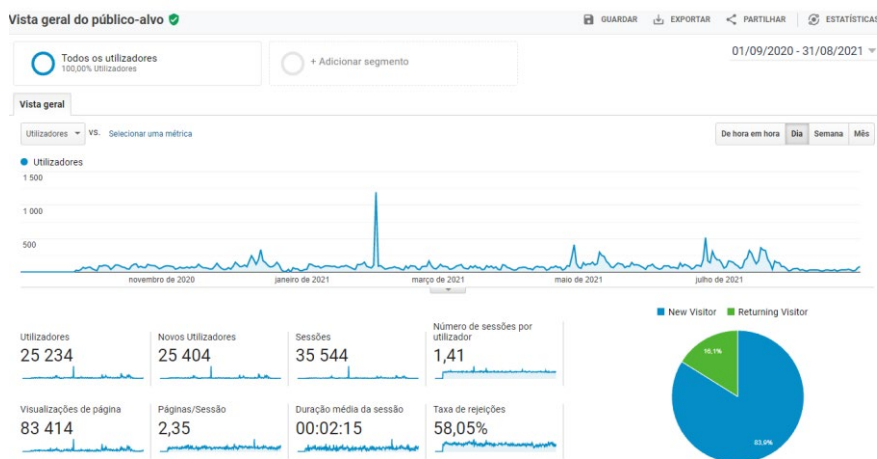 Vista geral do público-alvo
GUARDAR EXPORTAR PARTILHAR ESTATÍSTICAS
Todos os utilizadores
100,00% Utilizadores
+ Adicionar segmento
01/09/2020 - 31/08/2021
Vista geral
Utilizadores VS. Selecionar uma métrica
De hora em hora Dia Semana Mês
Utilizadores
1 500
1 000
500
novembro de 2020 janeiro de 2021 março de 2021 maio de 2021 julho de 2021
New Visitor Returning Visitor
Utilizadores
25 234
Novos Utilizadores
25 404
Sessões
35 544
Número de sessões por
utilizador
1,41
Visualizações de página
83 414
Páginas/Sessão
2,35
Duração média da sessão
00:02:15
Taxa de rejeições
58,05%
16,1%
83,9%